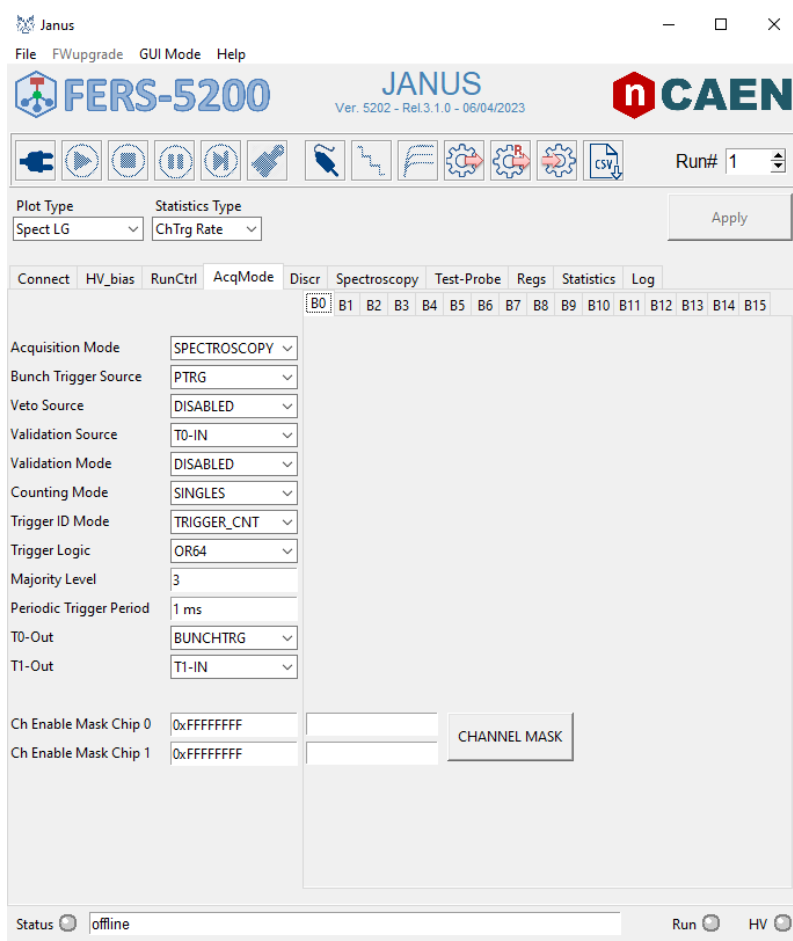 Janus
File FWupgrade GUI Mode Help
FERS-5200
JANUS
Ver. 5202 - Rel.3.1.0 - 06/04/2023
n CAEN
R
CSV
Run# 1
Plot Type Statistics Type
Spect LG ChTrg Rate
Apply
Connect HV_bias RunCtrl AcqMode Discr Spectroscopy Test-Probe Regs Statistics Log
B0 B1 B2 B3 B4 B5 B6 B7 B8 B9 B10 B11 B12 B13 B14 B15
Acquisition Mode SPECTROSCOPY
Bunch Trigger Source PTRG
Veto Source DISABLED
Validation Source T0-IN
Validation Mode DISABLED
Counting Mode SINGLES
Trigger ID Mode TRIGGER_CNT
Trigger Logic OR64
Majority Level 3
Periodic Trigger Period 1 ms
T0-Out BUNCHTRG
T1-Out T1-IN
Ch Enable Mask Chip 0 0xFFFFFFFF
CHANNEL MASK
Ch Enable Mask Chip 1 0xFFFFFFFF
Status offline Run HV